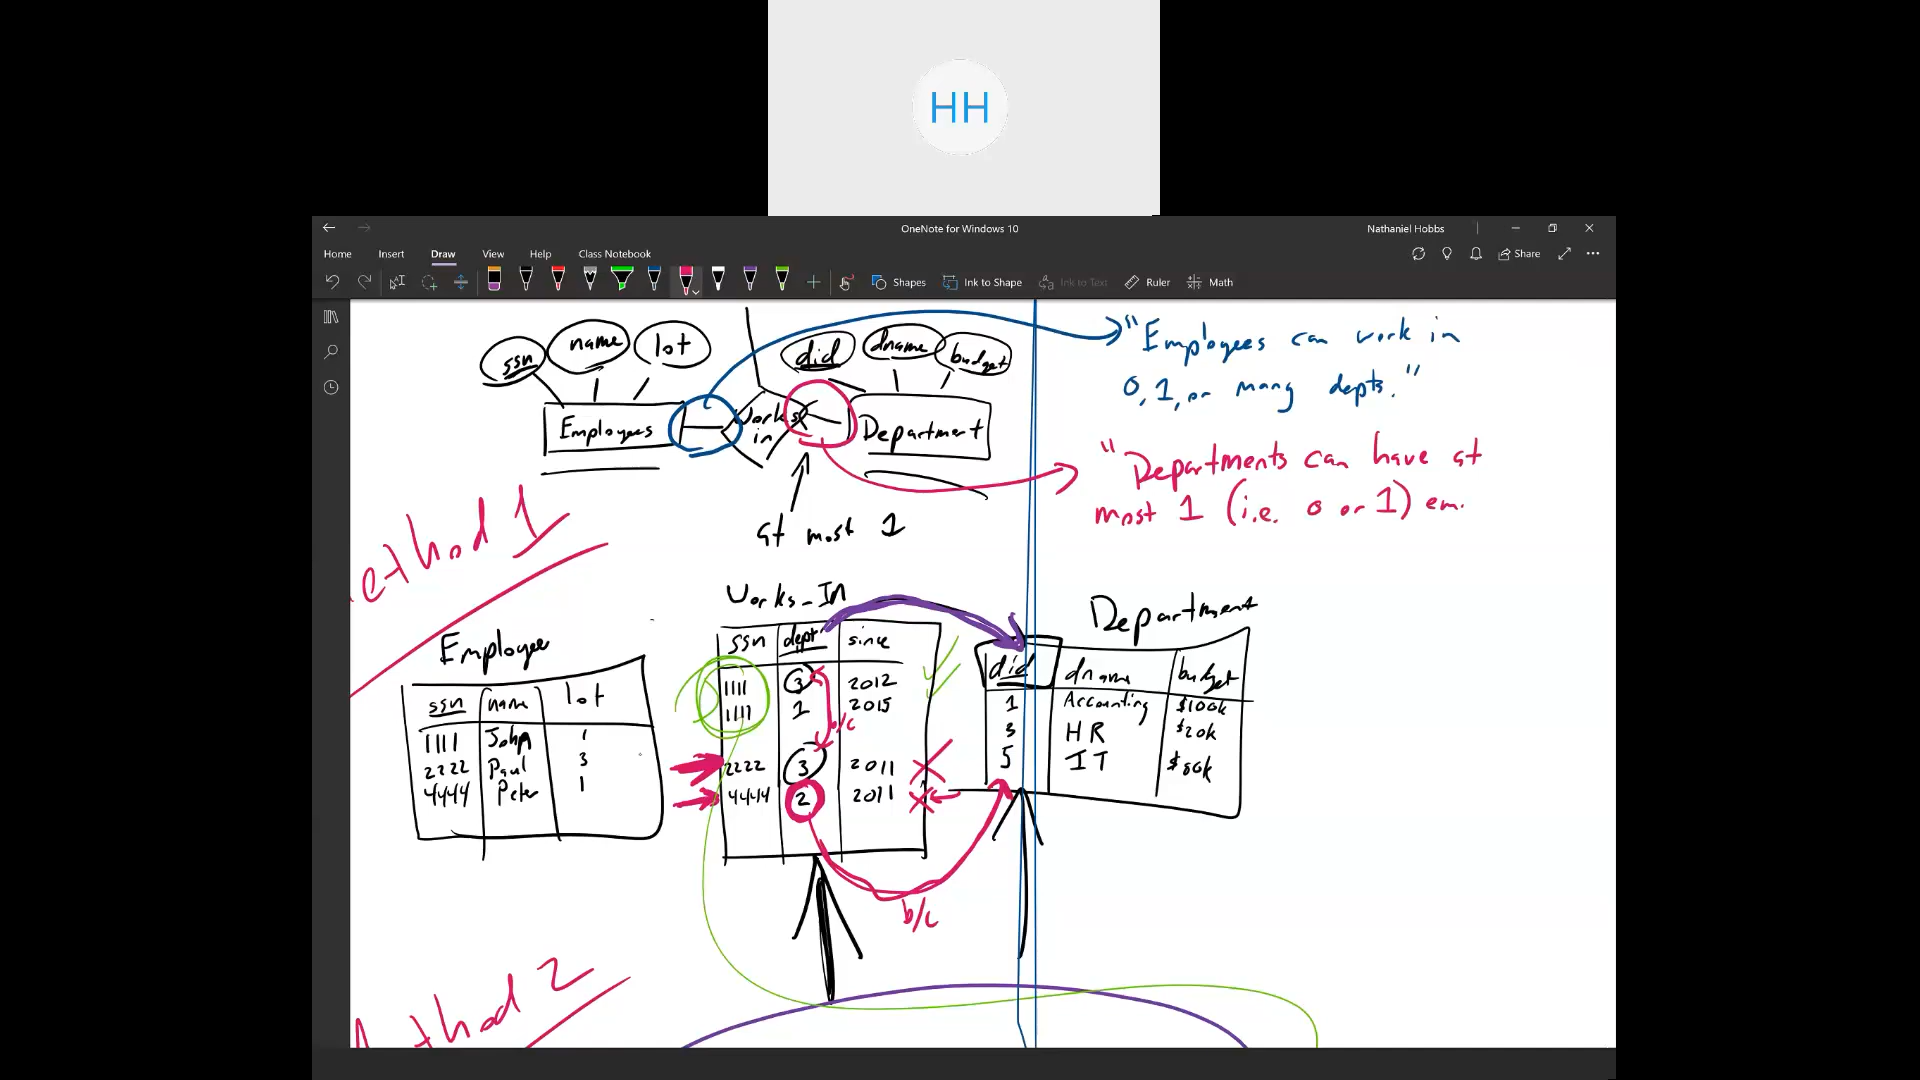 HH
OneNote for Windows 10
Nathaniel Hobbs
Home Insert Draw View Help Class Notebook
Share
Shapes Ink to Shape Ink to Text Ruler Math
ssn name lot
did dname budget
Employees
Works in
Department
"Employees can work in
0, 1, or many depts."
"Departments can have at
most 1 (i.e. 0 or 1) em.
at most 1
ethod 1
Works_In
ssn dept since
1111 3 2012
1111 1 2015
b/c
2222 3 2011
4444 2 2011
b/c
Employee
ssn name lot
1111 John 1
2222 Paul 3
4444 Peter 1
Department
did dname budget
1 Accounting $100k
3 HR $20k
5 IT $80k
ethod 2